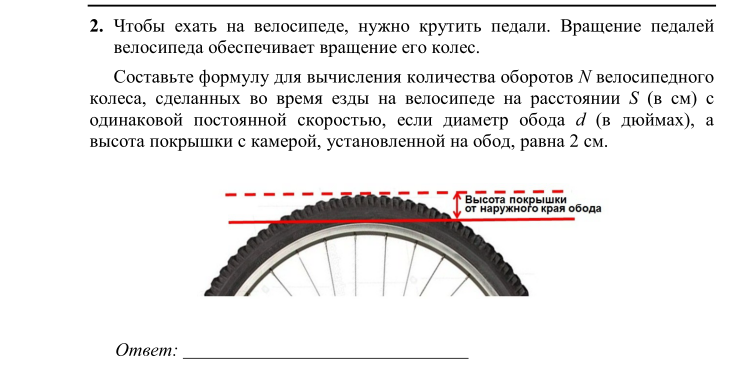 2. Чтобы ехать на велосипеде, нужно крутить педали. Вращение педалей
велосипеда обеспечивает вращение его колес.
Составьте формулу для вычисления количества оборотов N велосипедного
колеса, сделанных во время езды на велосипеде на расстоянии S (в см) с
одинаковой постоянной скоростью, если диаметр обода d (в дюймах), а
высота покрышки с камерой, установленной на обод, равна 2 см.
Высота покрышки
от наружного края обода
Ответ: ____________________